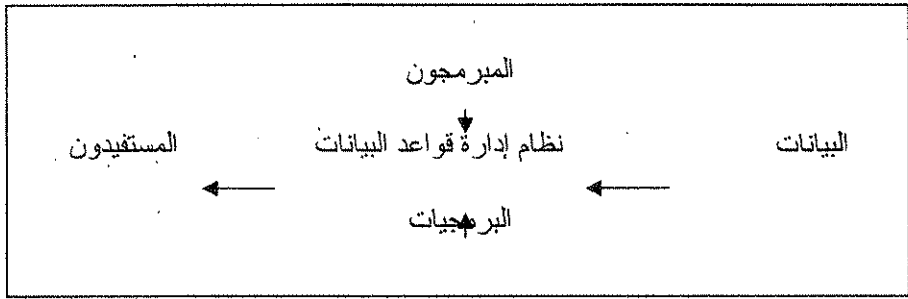 المبرمجون
البيانات نظام إدارة قواعد البيانات المستفيدون
البرمجيات